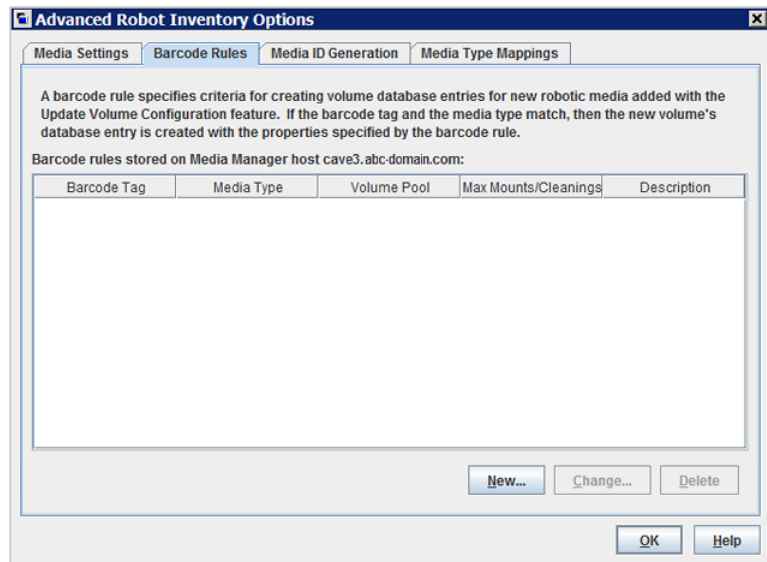 Advanced Robot Inventory Options
Media Settings Barcode Rules Media ID Generation Media Type Mappings
A barcode rule specifies criteria for creating volume database entries for new robotic media added with the
Update Volume Configuration feature. If the barcode tag and the media type match, then the new volume's
database entry is created with the properties specified by the barcode rule.
Barcode rules stored on Media Manager host cave3.abc-domain.com:
Barcode Tag Media Type Volume Pool Max Mounts/Cleanings Description
New... Change... Delete
OK Help